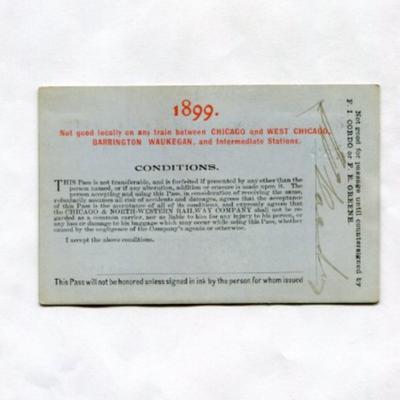 1899.
Not good locally on any train between CHICAGO and WEST CHICAGO,
BARRINGTON WAUKEGAN, and Intermediate Stations.
CONDITIONS.
THIS Pass is not transferable, and is forfeited if presented by any other than the
person named, or if any alteration, addition or erasure is made upon it. The
person accepting and using this Pass, in consideration of receiving the same,
voluntarily assumes all risk of accidents and damages, agrees that the acceptance
of this Pass is the acceptance of all of its conditions, and expressly agrees that
the CHICAGO & NORTH-WESTERN RAILWAY COMPANY shall not be re-
garded as a common carrier, nor as liable to him for any injury to his person, or
any loss or damage to his baggage which may occur while using this Pass, whether
caused by the negligence of the Company's agents or otherwise.
I accept the above conditions.
This Pass will not be honored unless signed in ink by the person for whom issued
Not good for passage until countersigned by
F. I CORDO or F. E. GREENE.